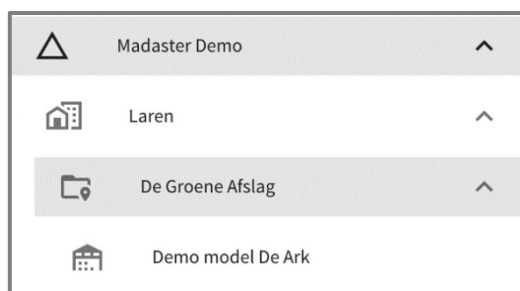 Madaster Demo
Laren
De Groene Afslag
Demo model De Ark